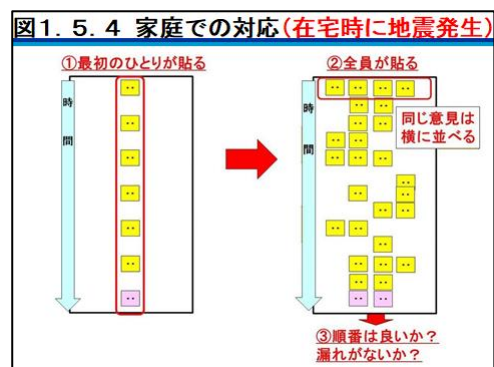 図1.5.4 家庭での対応(在宅時に地震発生)
①最初のひとりが貼る
②全員が貼る
時間
時間
同じ意見は
横に並べる
③順番は良いか？
漏れがないか？